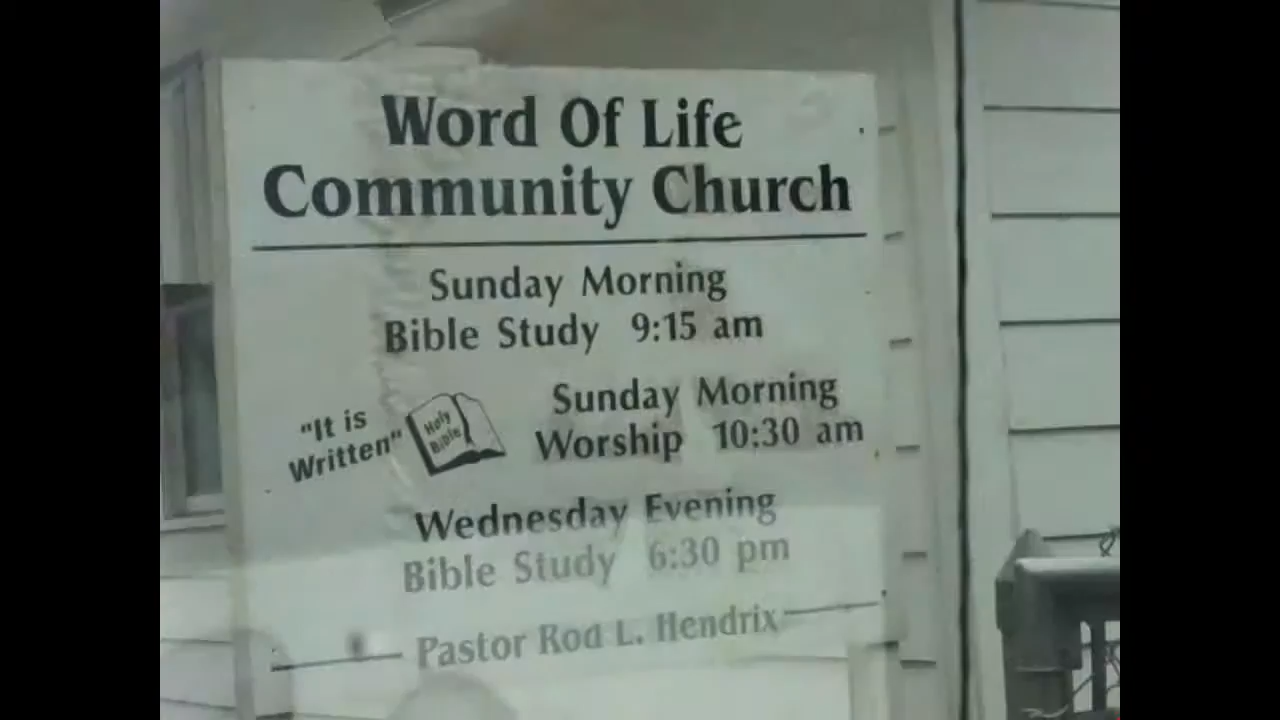 Word Of Life
Community Church
Sunday Morning
Bible Study 9:15 am
"It is
Written"
Holy
Bible
Sunday Morning
Worship 10:30 am
Wednesday Evening
Bible Study 6:30 pm
Pastor Rod L. Hendrix